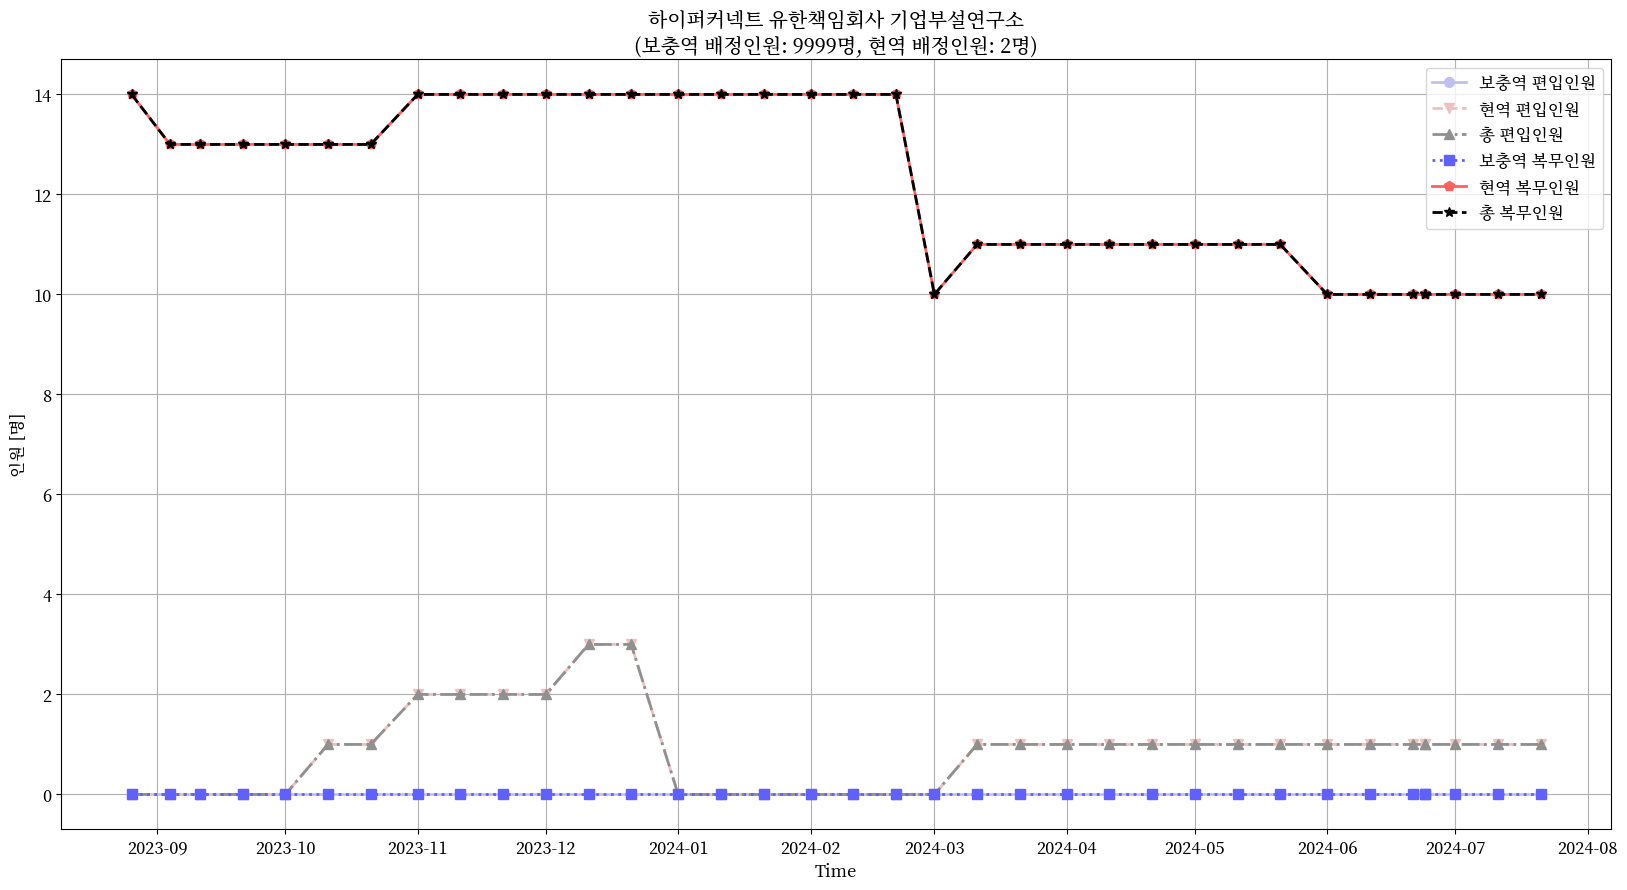 하이퍼커넥트 유한책임회사 기업부설연구소
(보충역 배정인원: 9999명, 현역 배정인원: 2명)
보충역 편입인원
현역 편입인원
총 편입인원
보충역 복무인원
현역 복무인원
총 복무인원
14
12
10
8
6
4
2
0
인원 [명]
2023-09
2023-10
2023-11
2023-12
2024-01
2024-02
2024-03
2024-04
2024-05
2024-06
2024-07
2024-08
Time